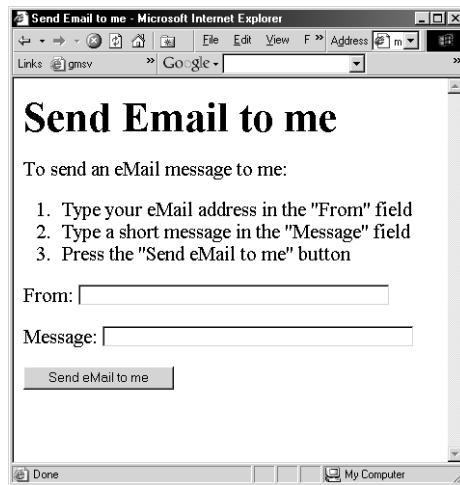 Send Email to me - Microsoft Internet Explorer
File Edit View F » Address m
Links gmsv » Google »
Send Email to me
To send an eMail message to me:
1. Type your eMail address in the "From" field
2. Type a short message in the "Message" field
3. Press the "Send eMail to me" button
From:
Message:
Send eMail to me
Done My Computer